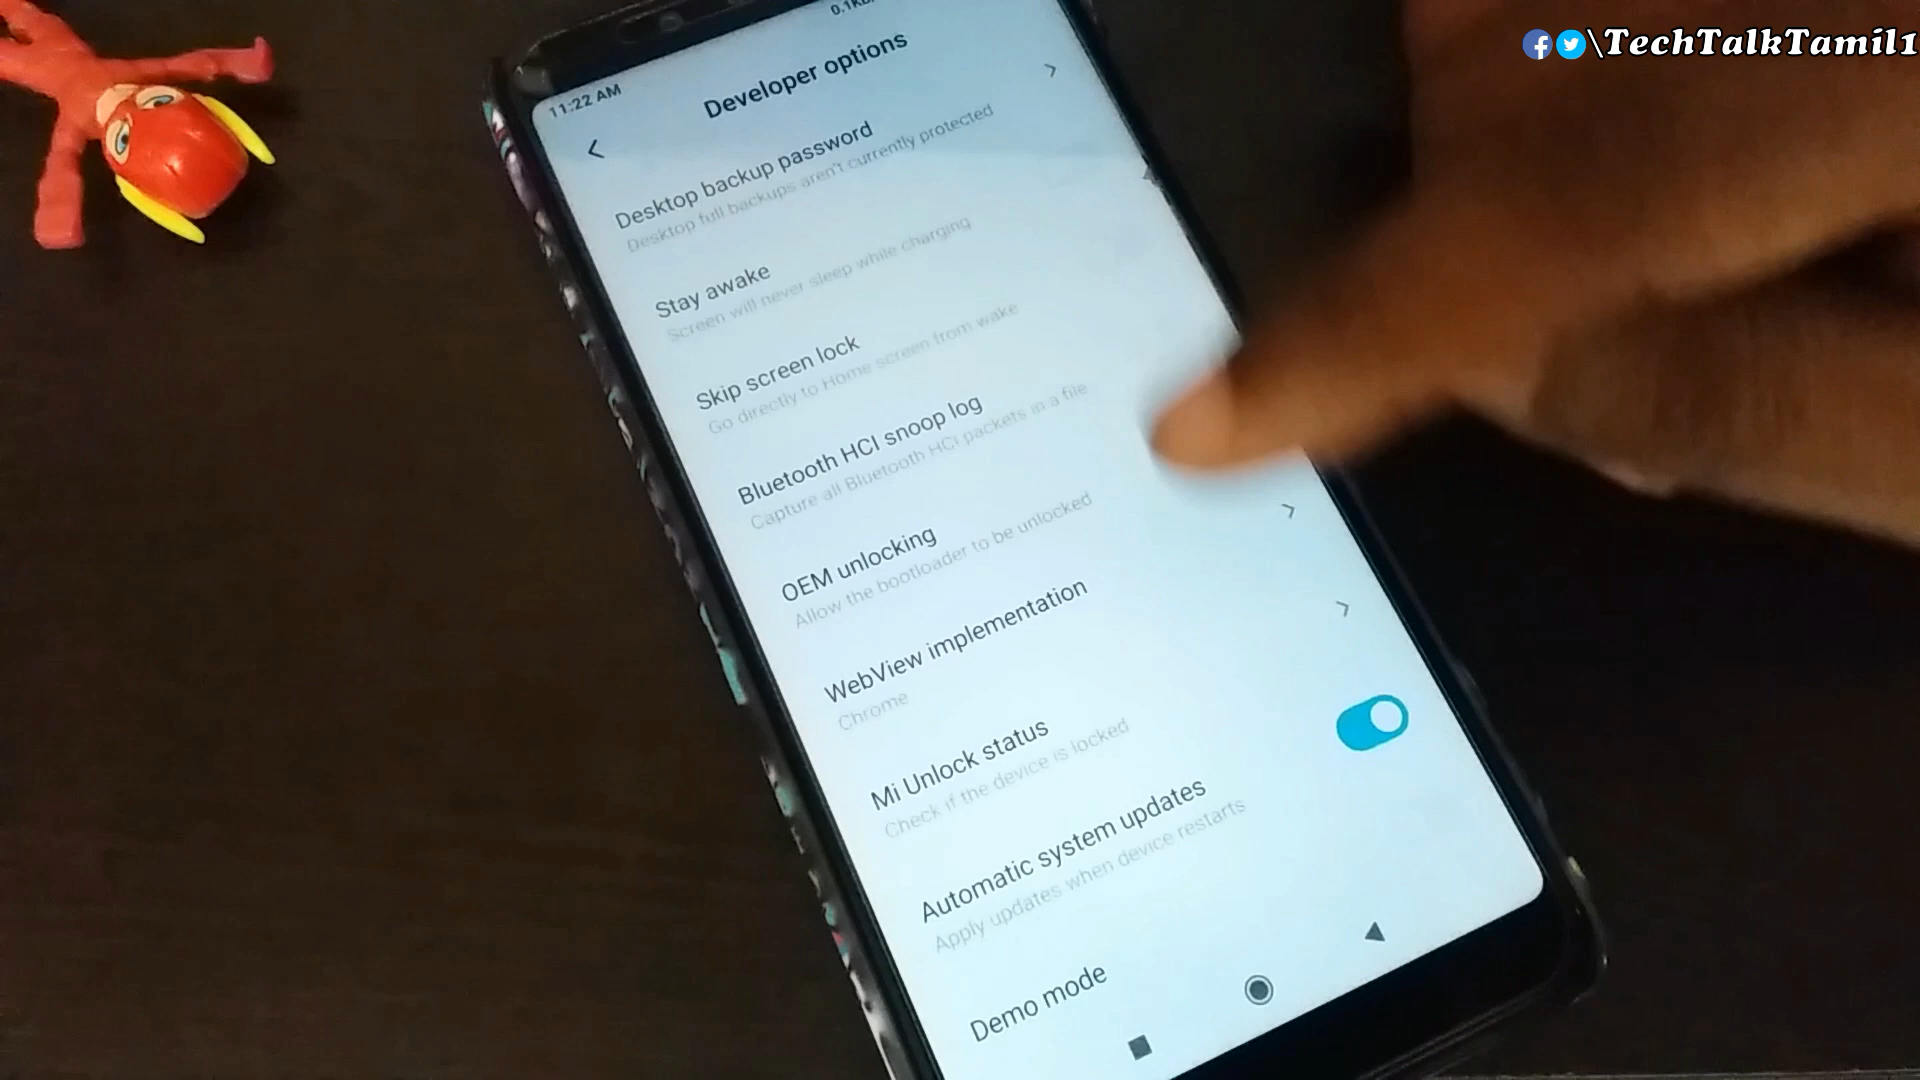 \TechTalkTamil1
11:22 AM
Developer options
Desktop backup password
Desktop full backups aren't currently protected
Stay awake
Screen will never sleep while charging
Skip screen lock
Go directly to Home screen from wake
Bluetooth HCI snoop log
Capture all Bluetooth HCI packets in a file
OEM unlocking
Allow the bootloader to be unlocked
WebView implementation
Chrome
Mi Unlock status
Check if the device is locked
Automatic system updates
Apply updates when device restarts
Demo mode